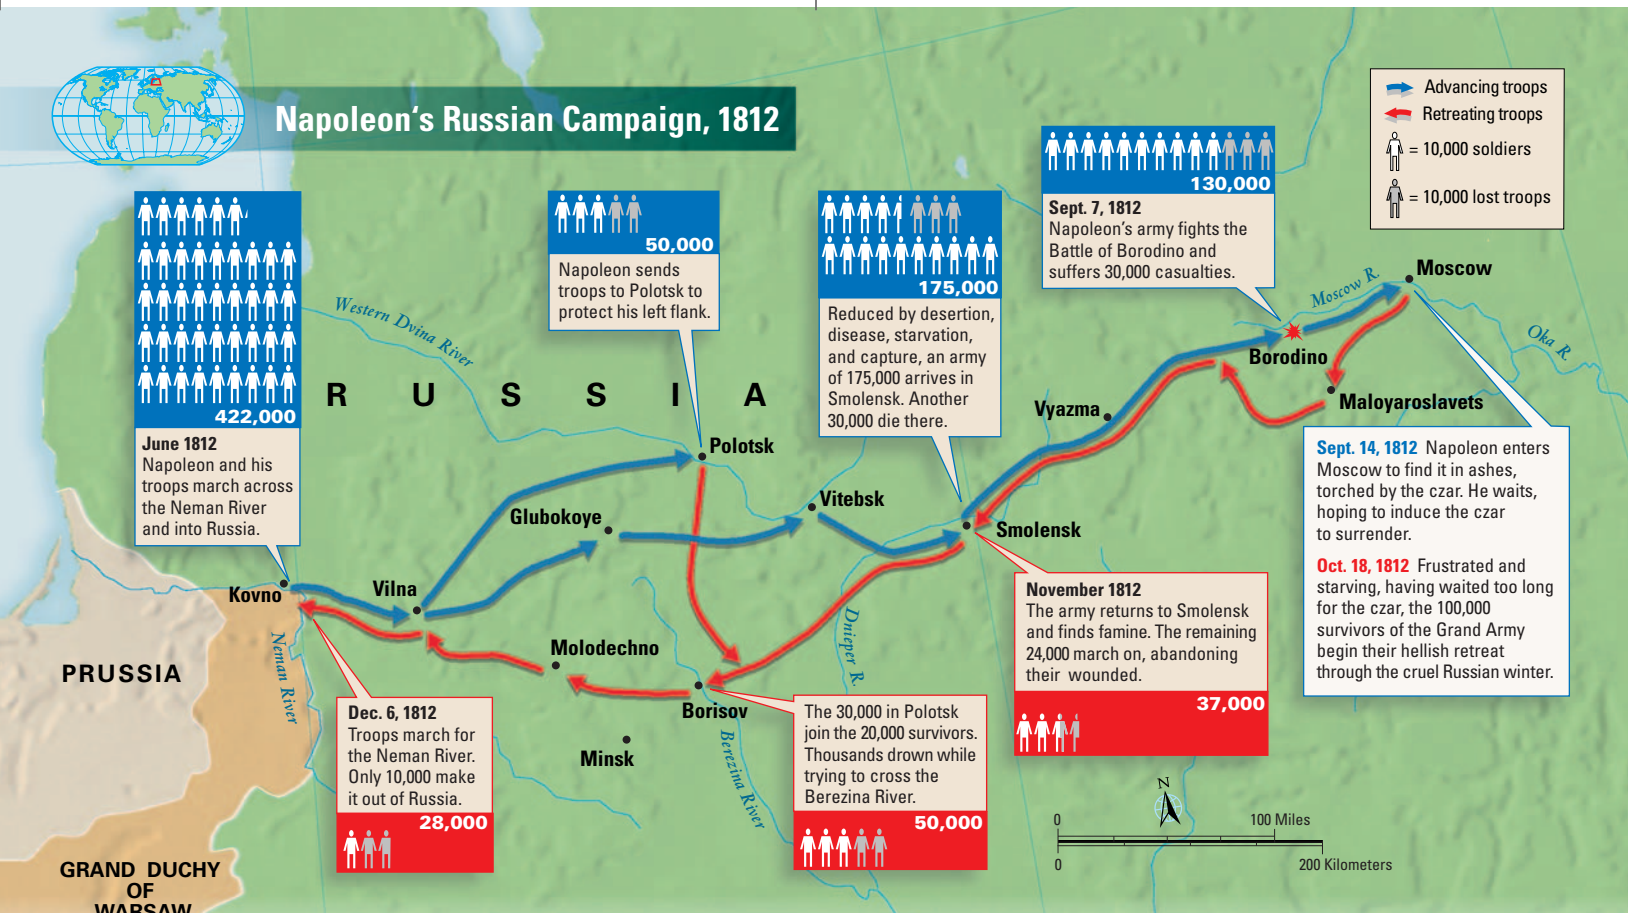 Napoleon‘s Russian Campaign, 1812
Advancing troops
Retreating troops
= 10,000 soldiers
= 10,000 lost troops
422,000
June 1812
Napoleon and his
troops march across
the Neman River
and into Russia.
50,000
Napoleon sends
troops to Polotsk to
protect his left flank.
175,000
Reduced by desertion,
disease, starvation,
and capture, an army
of 175,000 arrives in
Smolensk. Another
30,000 die there.
130,000
Sept. 7, 1812
Napoleon’s army fights the
Battle of Borodino and
suffers 30,000 casualties.
Sept. 14, 1812 Napoleon enters
Moscow to find it in ashes,
torched by the czar. He waits,
hoping to induce the czar
to surrender.
Oct. 18, 1812 Frustrated and
starving, having waited too long
for the czar, the 100,000
survivors of the Grand Army
begin their hellish retreat
through the cruel Russian winter.
November 1812
The army returns to Smolensk
and finds famine. The remaining
24,000 march on, abandoning
their wounded.
37,000
The 30,000 in Polotsk
join the 20,000 survivors.
Thousands drown while
trying to cross the
Berezina River.
50,000
Dec. 6, 1812
Troops march for
the Neman River.
Only 10,000 make
it out of Russia.
28,000
RUSSIA
PRUSSIA
GRAND DUCHY
OF
WARSAW
Western Dvina River
Moscow R.
Oka R.
Dnieper R.
Berezina River
Neman River
Moscow
Borodino
Maloyaroslavets
Vyazma
Polotsk
Vitebsk
Glubokoye
Smolensk
Kovno
Vilna
Molodechno
Borisov
Minsk
N
0
100 Miles
0
200 Kilometers